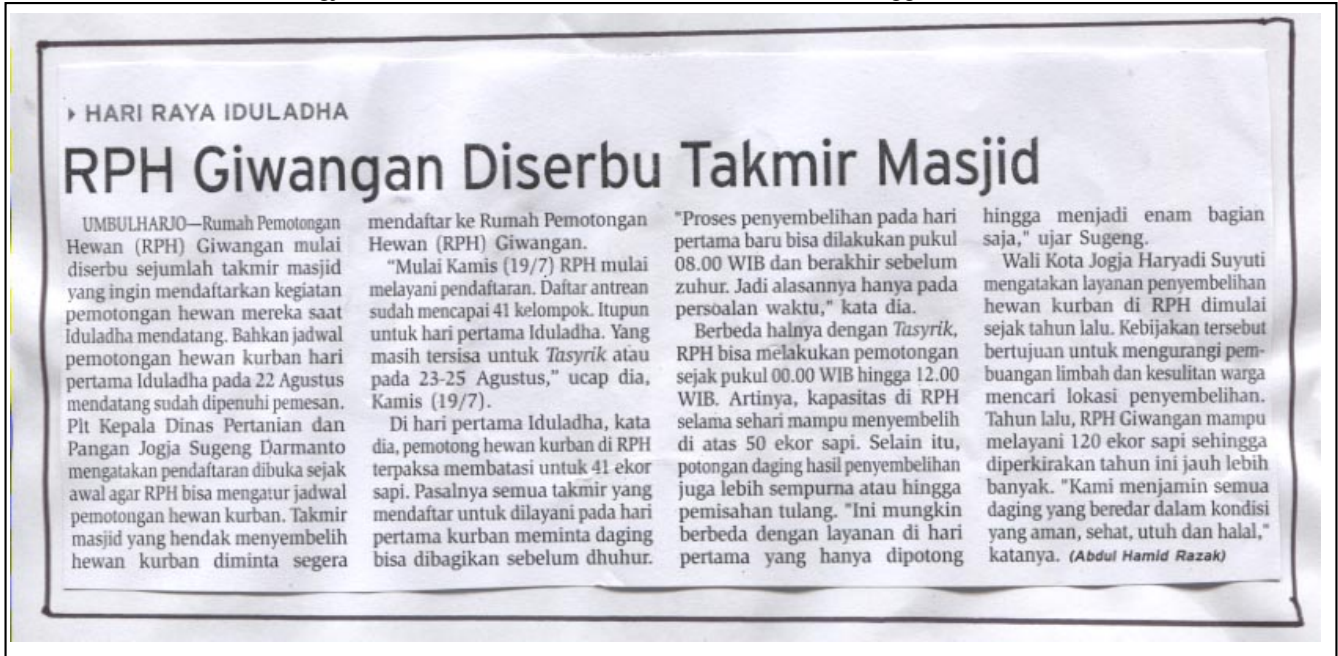 HARI RAYA IDULADHA
RPH Giwangan Diserbu Takmir Masjid
UMBULHARJO—Rumah Pemotongan
Hewan (RPH) Giwangan mulai
diserbu sejumlah takmir masjid
yang ingin mendaftarkan kegiatan
pemotongan hewan mereka saat
Iduladha mendatang. Bahkan jadwal
pemotongan hewan kurban hari
pertama Iduladha pada 22 Agustus
mendatang sudah dipenuhi pemesan.
Plt Kepala Dinas Pertanian dan
Pangan Jogja Sugeng Darmanto
mengatakan pendaftaran dibuka sejak
awal agar RPH bisa mengatur jadwal
pemotongan hewan kurban. Takmir
masjid yang hendak menyembelih
hewan kurban diminta segera
mendaftar ke Rumah Pemotongan
Hewan (RPH) Giwangan.
"Mulai Kamis (19/7) RPH mulai
melayani pendaftaran. Daftar antrean
sudah mencapai 41 kelompok. Itupun
untuk hari pertama Iduladha. Yang
masih tersisa untuk Tasyrik atau
pada 23-25 Agustus," ucap dia,
Kamis (19/7).
Di hari pertama Iduladha, kata
dia, pemotong hewan kurban di RPH
terpaksa membatasi untuk 41 ekor
sapi. Pasalnya semua takmir yang
mendaftar untuk dilayani pada hari
pertama kurban meminta daging
bisa dibagikan sebelum dhuhur.
"Proses penyembelihan pada hari
pertama baru bisa dilakukan pukul
08.00 WIB dan berakhir sebelum
zuhur. Jadi alasannya hanya pada
persoalan waktu," kata dia.
Berbeda halnya dengan Tasyrik,
RPH bisa melakukan pemotongan
sejak pukul 00.00 WIB hingga 12.00
WIB. Artinya, kapasitas di RPH
selama sehari mampu menyembelih
di atas 50 ekor sapi. Selain itu,
potongan daging hasil penyembelihan
juga lebih sempurna atau hingga
pemisahan tulang. "Ini mungkin
berbeda dengan layanan di hari
pertama yang hanya dipotong
hingga menjadi enam bagian
saja," ujar Sugeng.
Wali Kota Jogja Haryadi Suyuti
mengatakan layanan penyembelihan
hewan kurban di RPH dimulai
sejak tahun lalu. Kebijakan tersebut
bertujuan untuk mengurangi pem-
buangan limbah dan kesulitan warga
mencari lokasi penyembelihan.
Tahun lalu, RPH Giwangan mampu
melayani 120 ekor sapi sehingga
diperkirakan tahun ini jauh lebih
banyak. "Kami menjamin semua
daging yang beredar dalam kondisi
yang aman, sehat, utuh dan halal,"
katanya. (Abdul Hamid Razak)